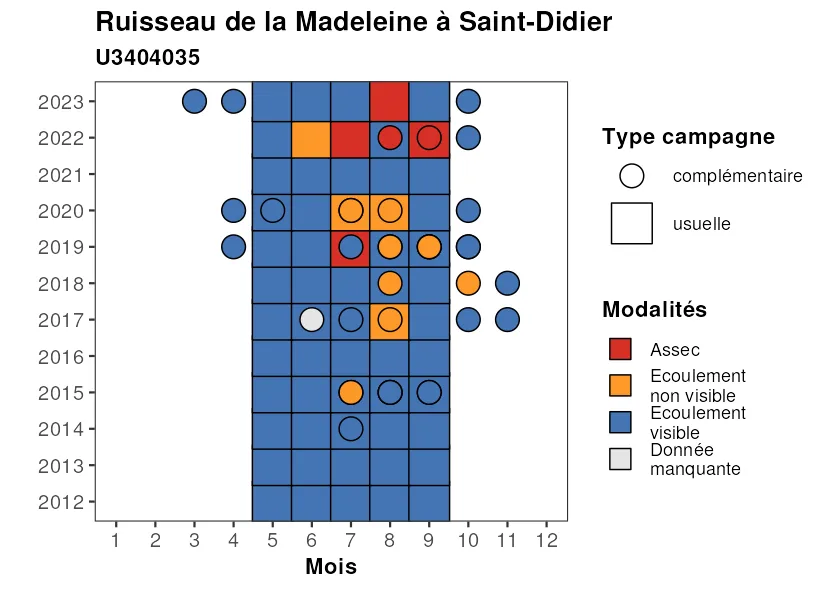 Ruisseau de la Madeleine à Saint-Didier
U3404035
2023
2022
2021
2020
2019
2018
2017
2016
2015
2014
2013
2012
1 2 3 4 5 6 7 8 9 10 11 12
Mois
Type campagne
complémentaire
usuelle
Modalités
Assec
Ecoulement
non visible
Ecoulement
visible
Donnée
manquante